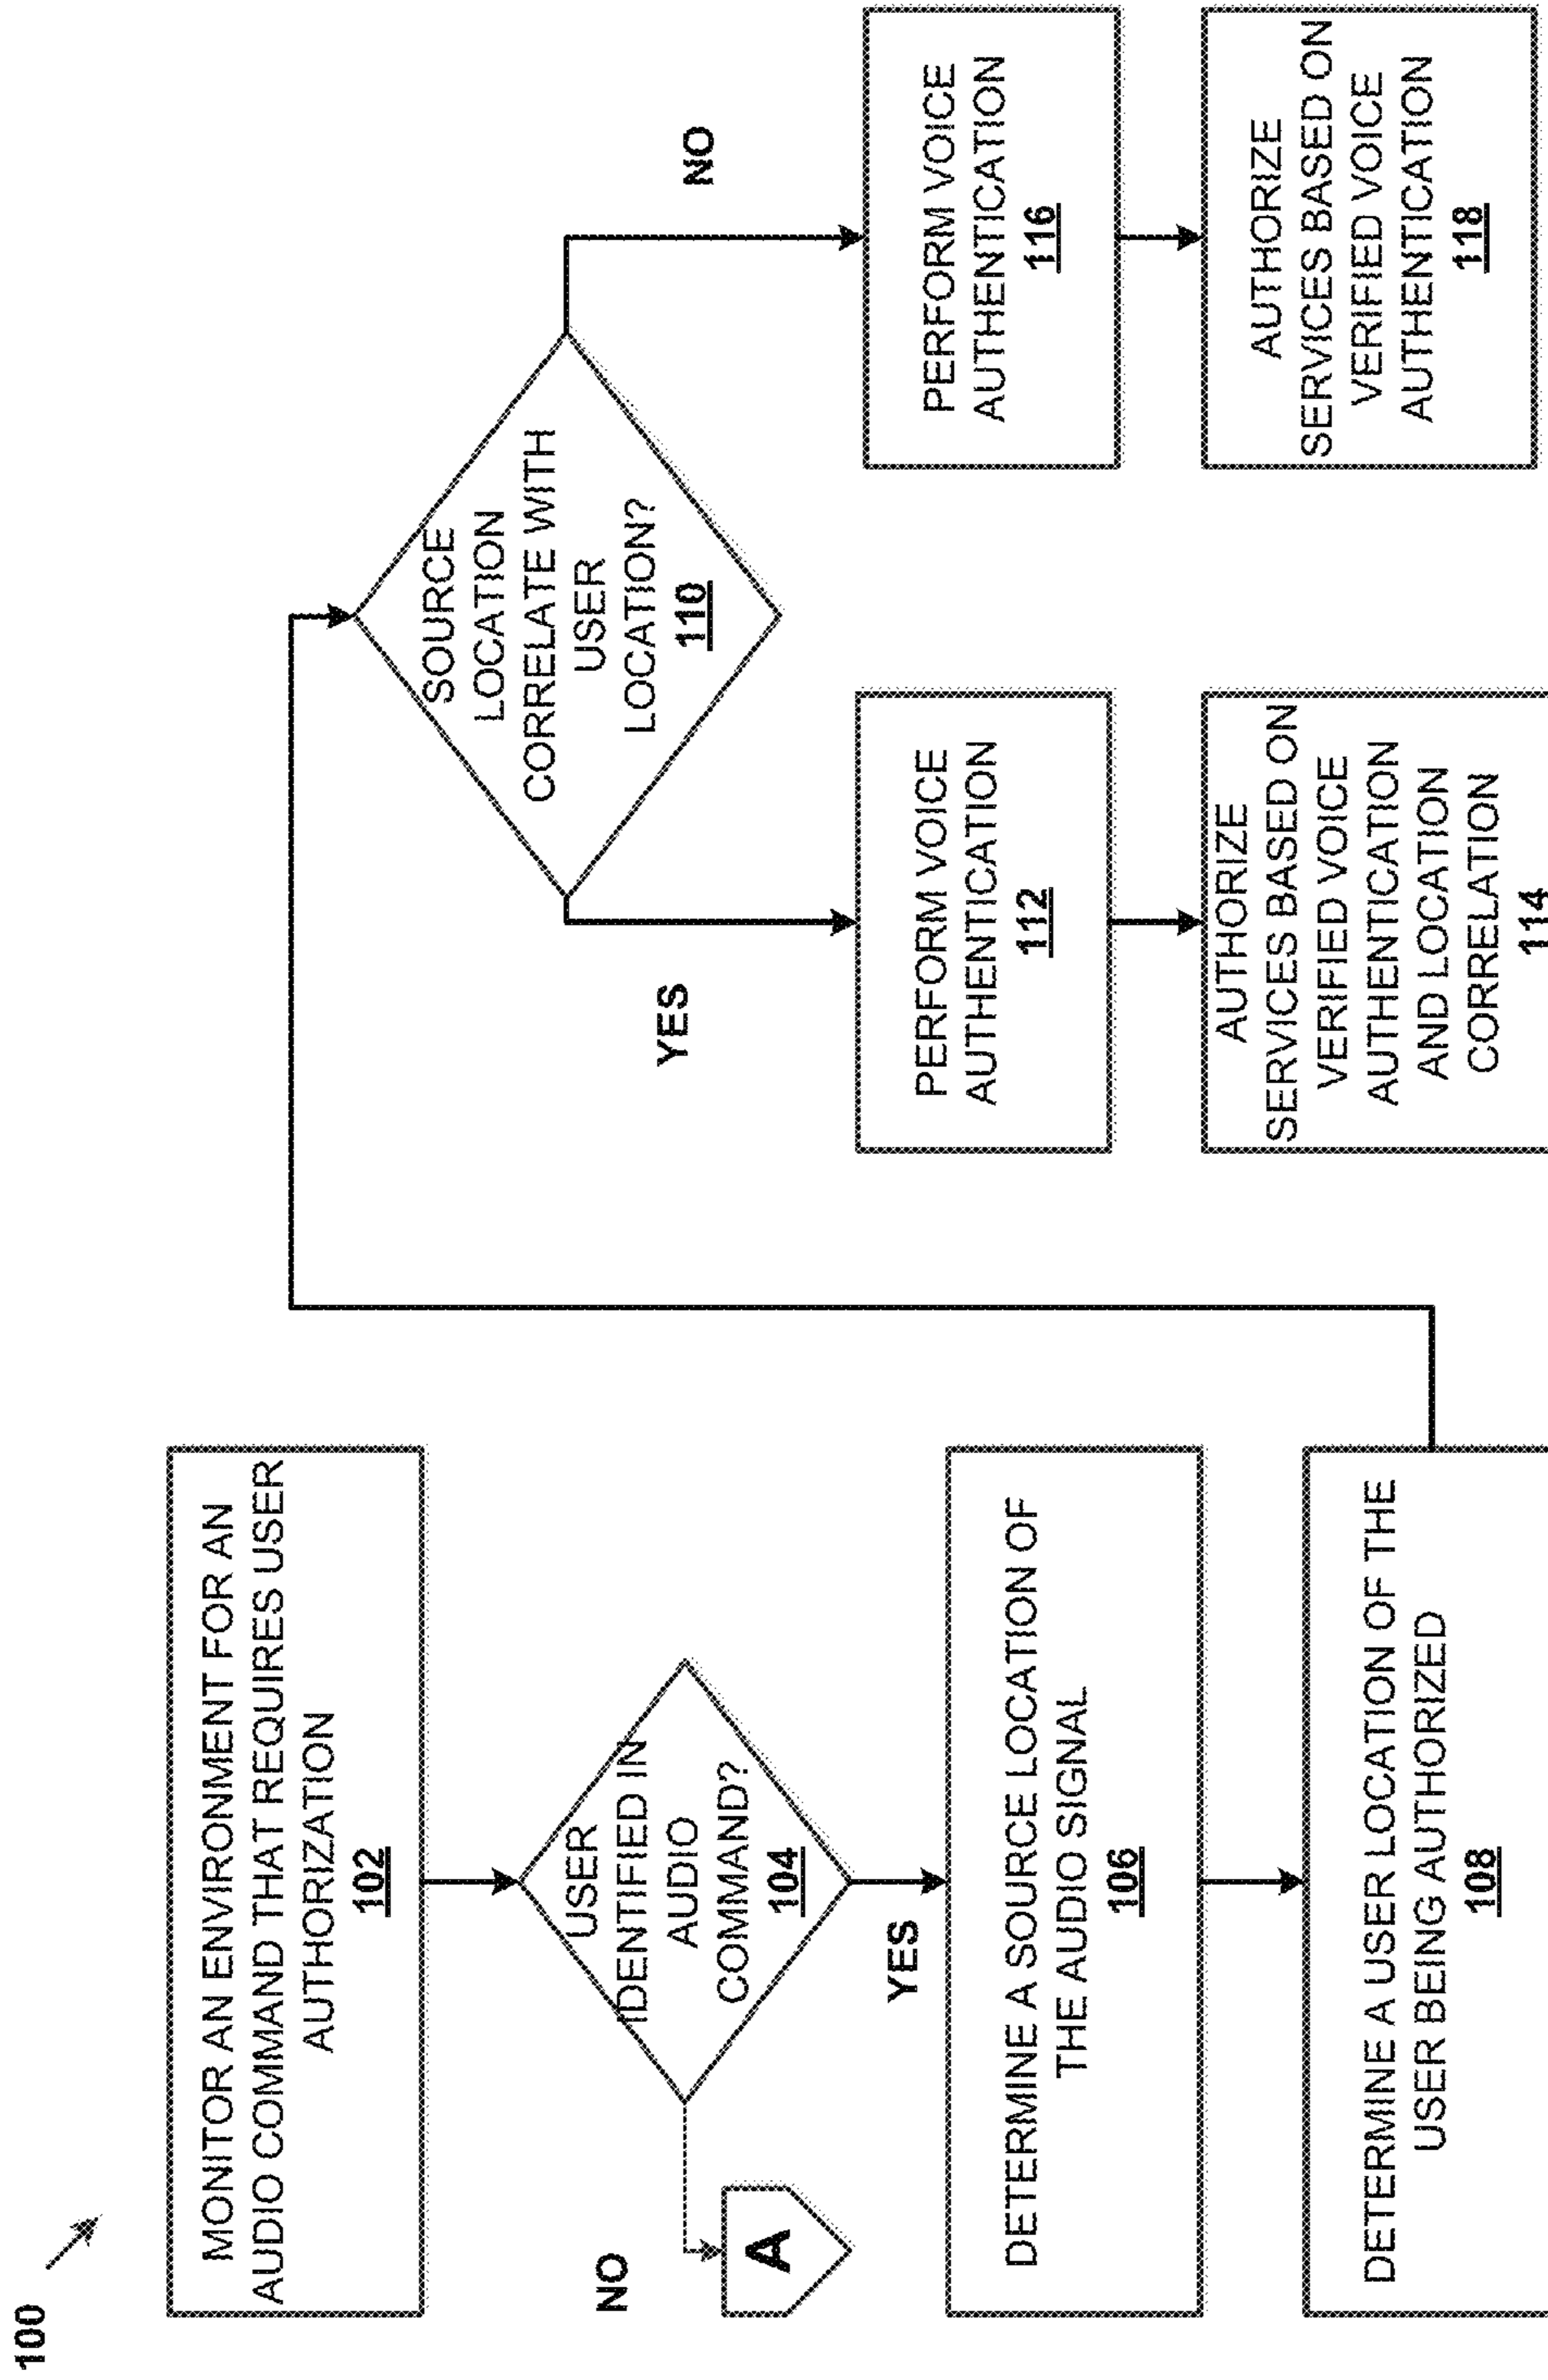 100
MONITOR AN ENVIRONMENT FOR AN
AUDIO COMMAND THAT REQUIRES USER
AUTHORIZATION
102
USER
IDENTIFIED IN
AUDIO
COMMAND?
104
NO
A
YES
DETERMINE A SOURCE LOCATION OF
THE AUDIO SIGNAL
106
DETERMINE A USER LOCATION OF THE
USER BEING AUTHORIZED
108
SOURCE
LOCATION
CORRELATE WITH
USER
LOCATION?
110
YES
NO
PERFORM VOICE
AUTHENTICATION
112
AUTHORIZE
SERVICES BASED ON
VERIFIED VOICE
AUTHENTICATION
AND LOCATION
CORRELATION
114
PERFORM VOICE
AUTHENTICATION
116
AUTHORIZE
SERVICES BASED ON
VERIFIED VOICE
AUTHENTICATION
118